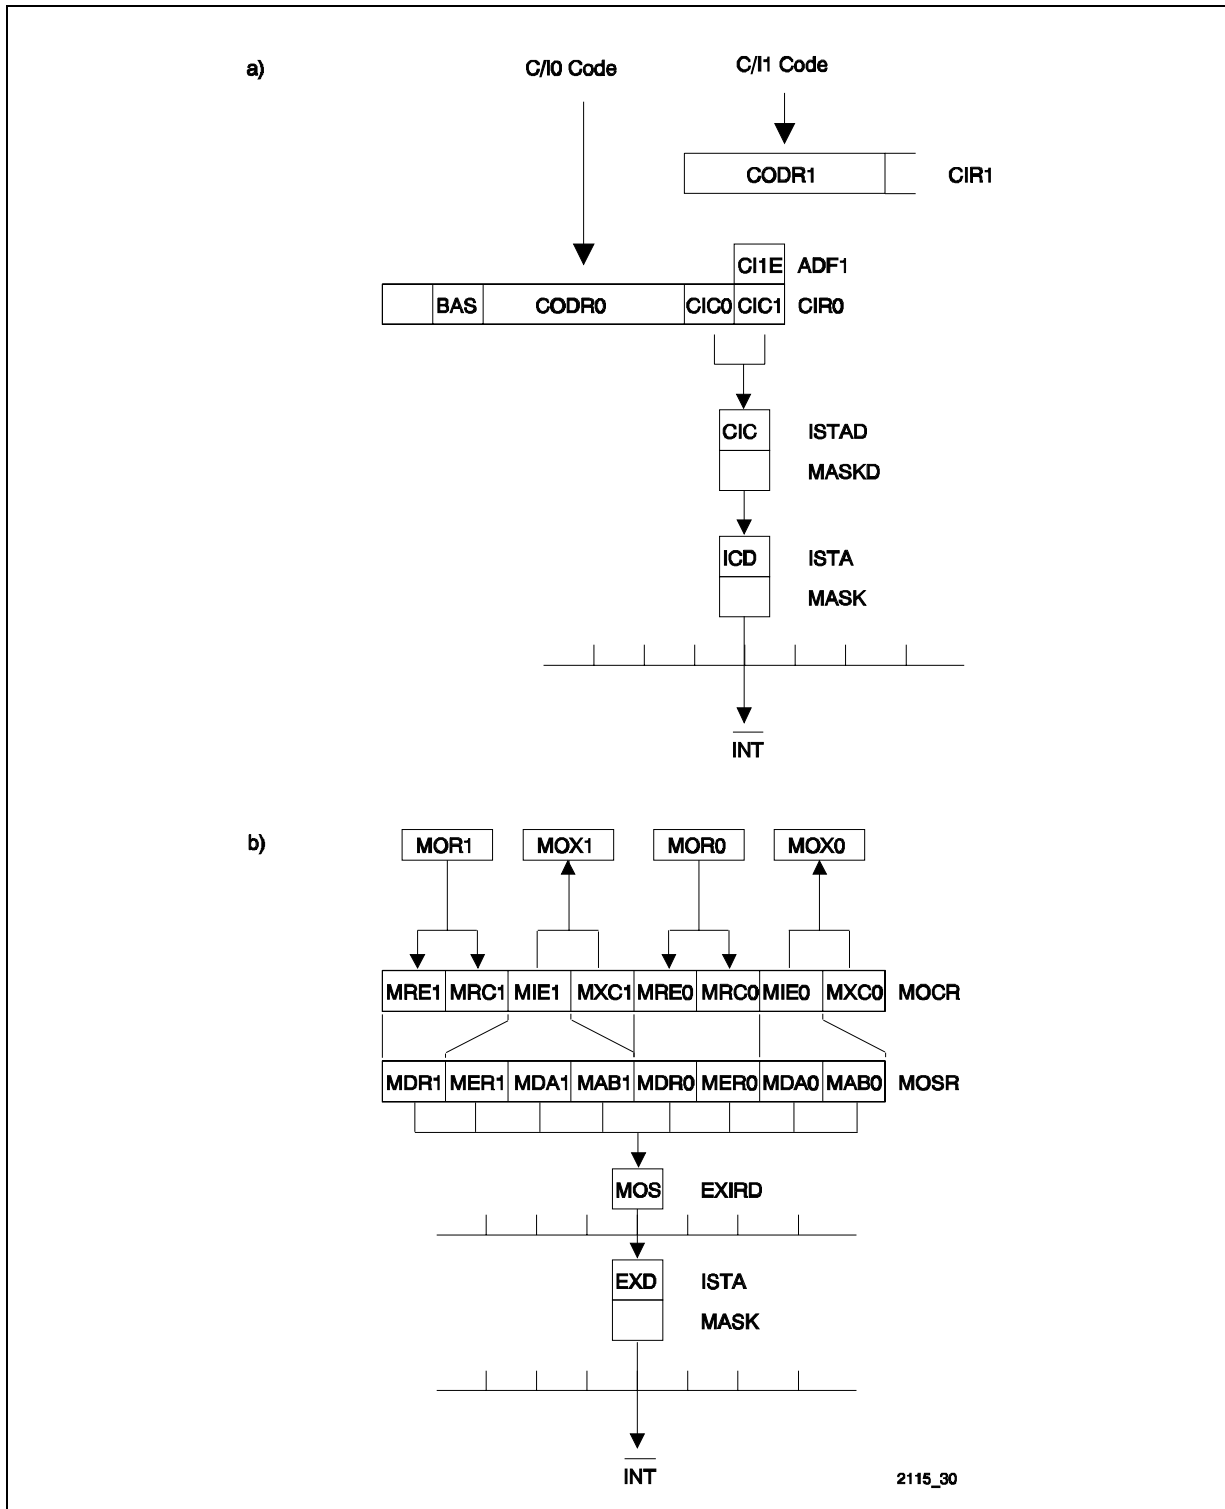 a)
C/I0 Code
C/I1 Code
CODR1 CIR1
CI1E ADF1
BAS CODR0 CIC0 CIC1 CIR0
CIC ISTAD
MASKD
ICD ISTA
MASK
INT
b)
MOR1 MOX1 MOR0 MOX0
MRE1 MRC1 MIE1 MXC1 MRE0 MRC0 MIE0 MXC0 MOCR
MDR1 MER1 MDA1 MAB1 MDR0 MER0 MDA0 MAB0 MOSR
MOS EXIRD
EXD ISTA
MASK
INT
2115_30